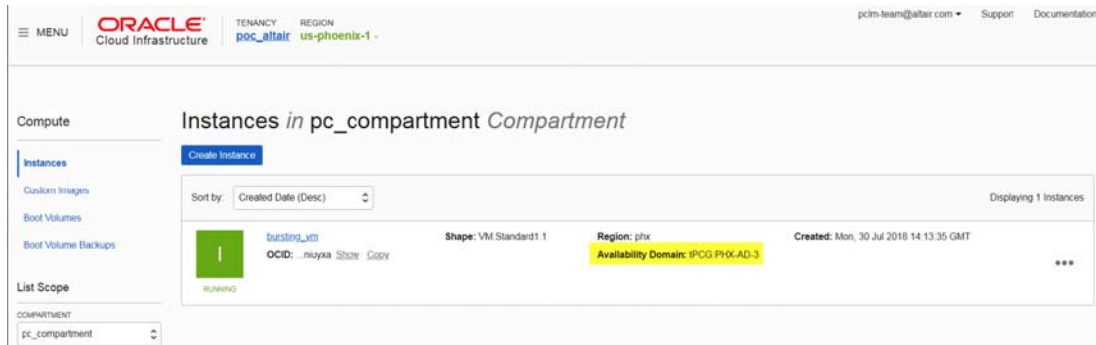 MENU
ORACLE
Cloud Infrastructure
TENANCY REGION
poc_altair us-phoenix-1
pclm-team@altair.com Support Documentation
Compute
Instances
Custom Images
Boot Volumes
Boot Volume Backups
List Scope
COMPARTMENT
pc_compartment
Instances in pc_compartment Compartment
Create Instance
Sort by: Created Date (Desc)
Displaying 1 Instances
I
RUNNING
bursting_vm
OCID: ...niuyxa Show Copy
Shape: VM.Standard1.1
Region: phx
Availability Domain: tPCG:PHX-AD-3
Created: Mon, 30 Jul 2018 14:13:35 GMT